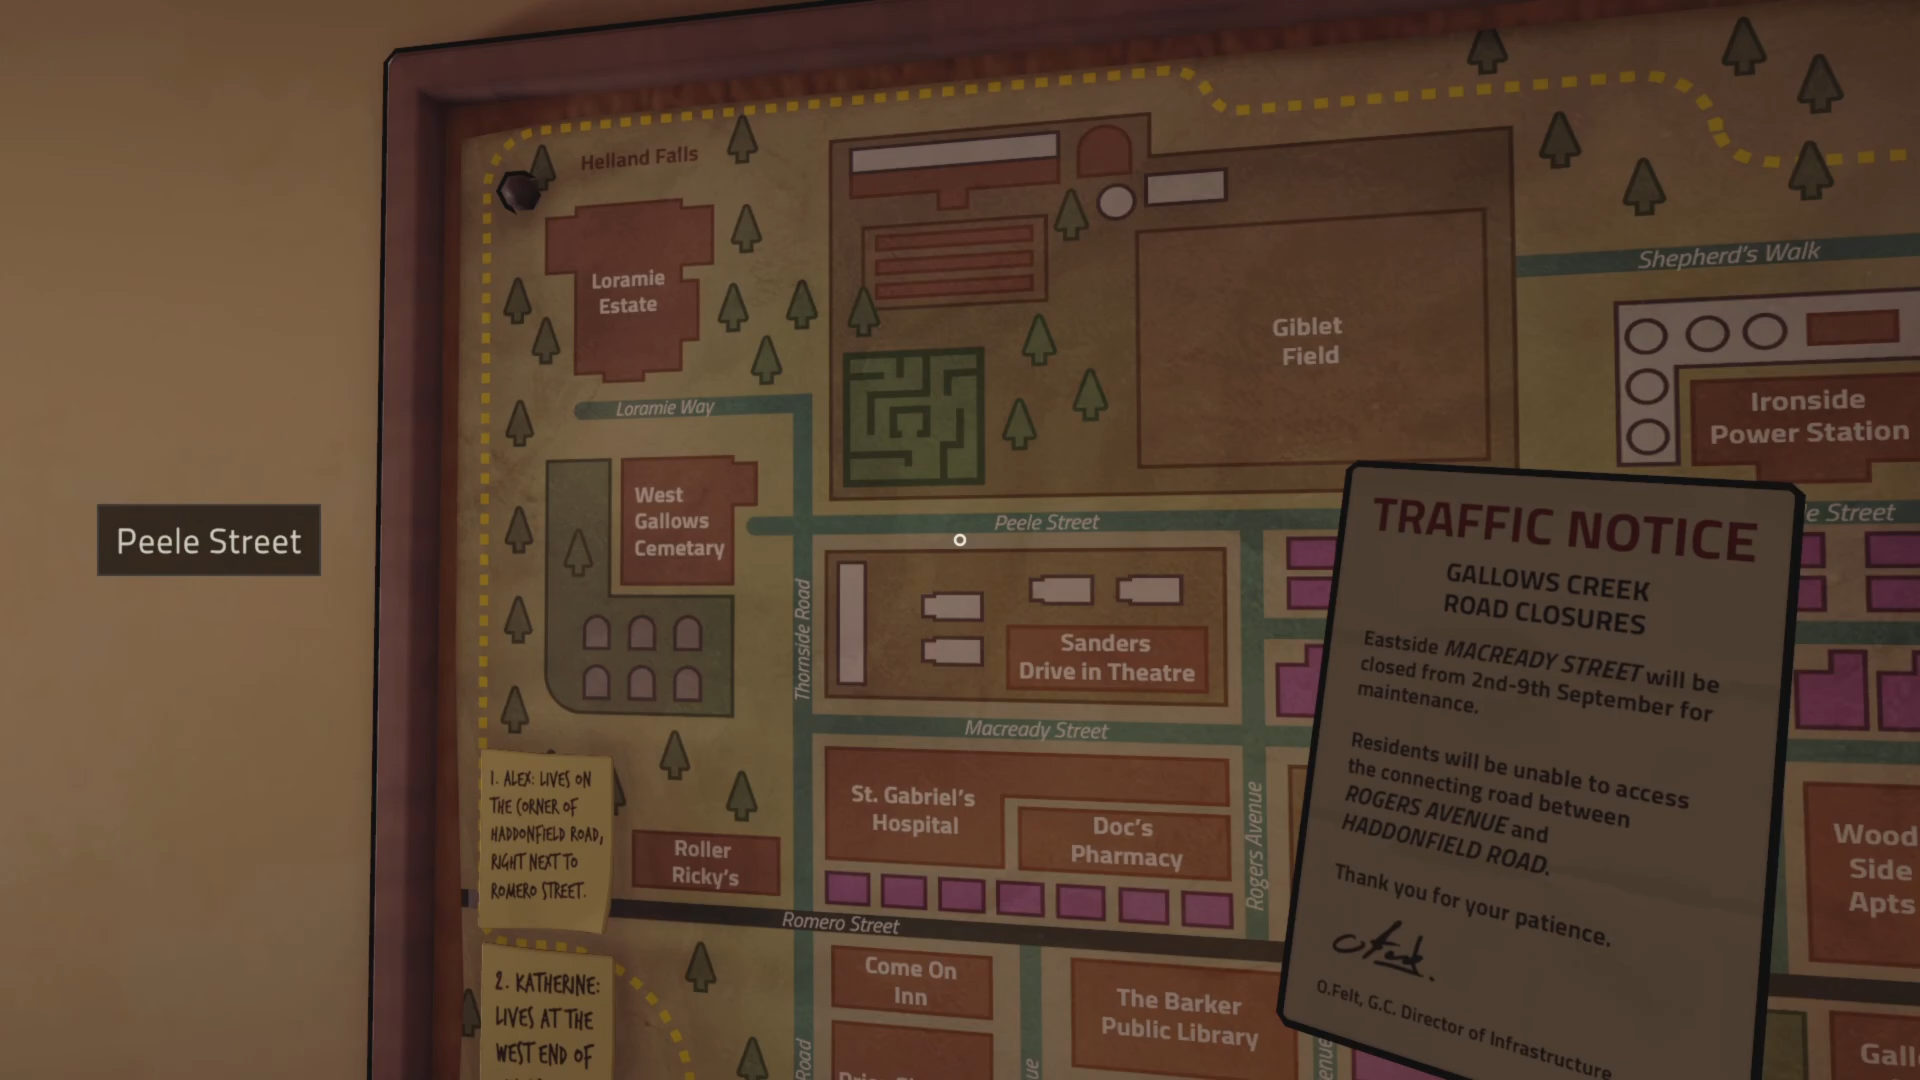 Helland Falls
Loramie
Estate
Giblet
Field
Shepherd's Walk
Ironside
Power Station
Loramie Way
West
Gallows
Cemetary
Peele Street
Peele Street
e Street
Thornside Road
Sanders
Drive in Theatre
Macready Street
St. Gabriel's
Hospital
Doc's
Pharmacy
Rogers Avenue
Roller
Ricky's
Romero Street
Come On
Inn
The Barker
Public Library
Road
ue
enue
Wood
Side
Apts
Gall
1. ALEX: LIVES ON
THE CORNER OF
HADDONFIELD ROAD,
RIGHT NEXT TO
ROMERO STREET.
2. KATHERINE:
LIVES AT THE
WEST END OF
TRAFFIC NOTICE
GALLOWS CREEK
ROAD CLOSURES
Eastside MACREADY STREET will be
closed from 2nd-9th September for
maintenance.
Residents will be unable to access
the connecting road between
ROGERS AVENUE and
HADDONFIELD ROAD.
Thank you for your patience.
O.Felt, G.C. Director of Infrastructure